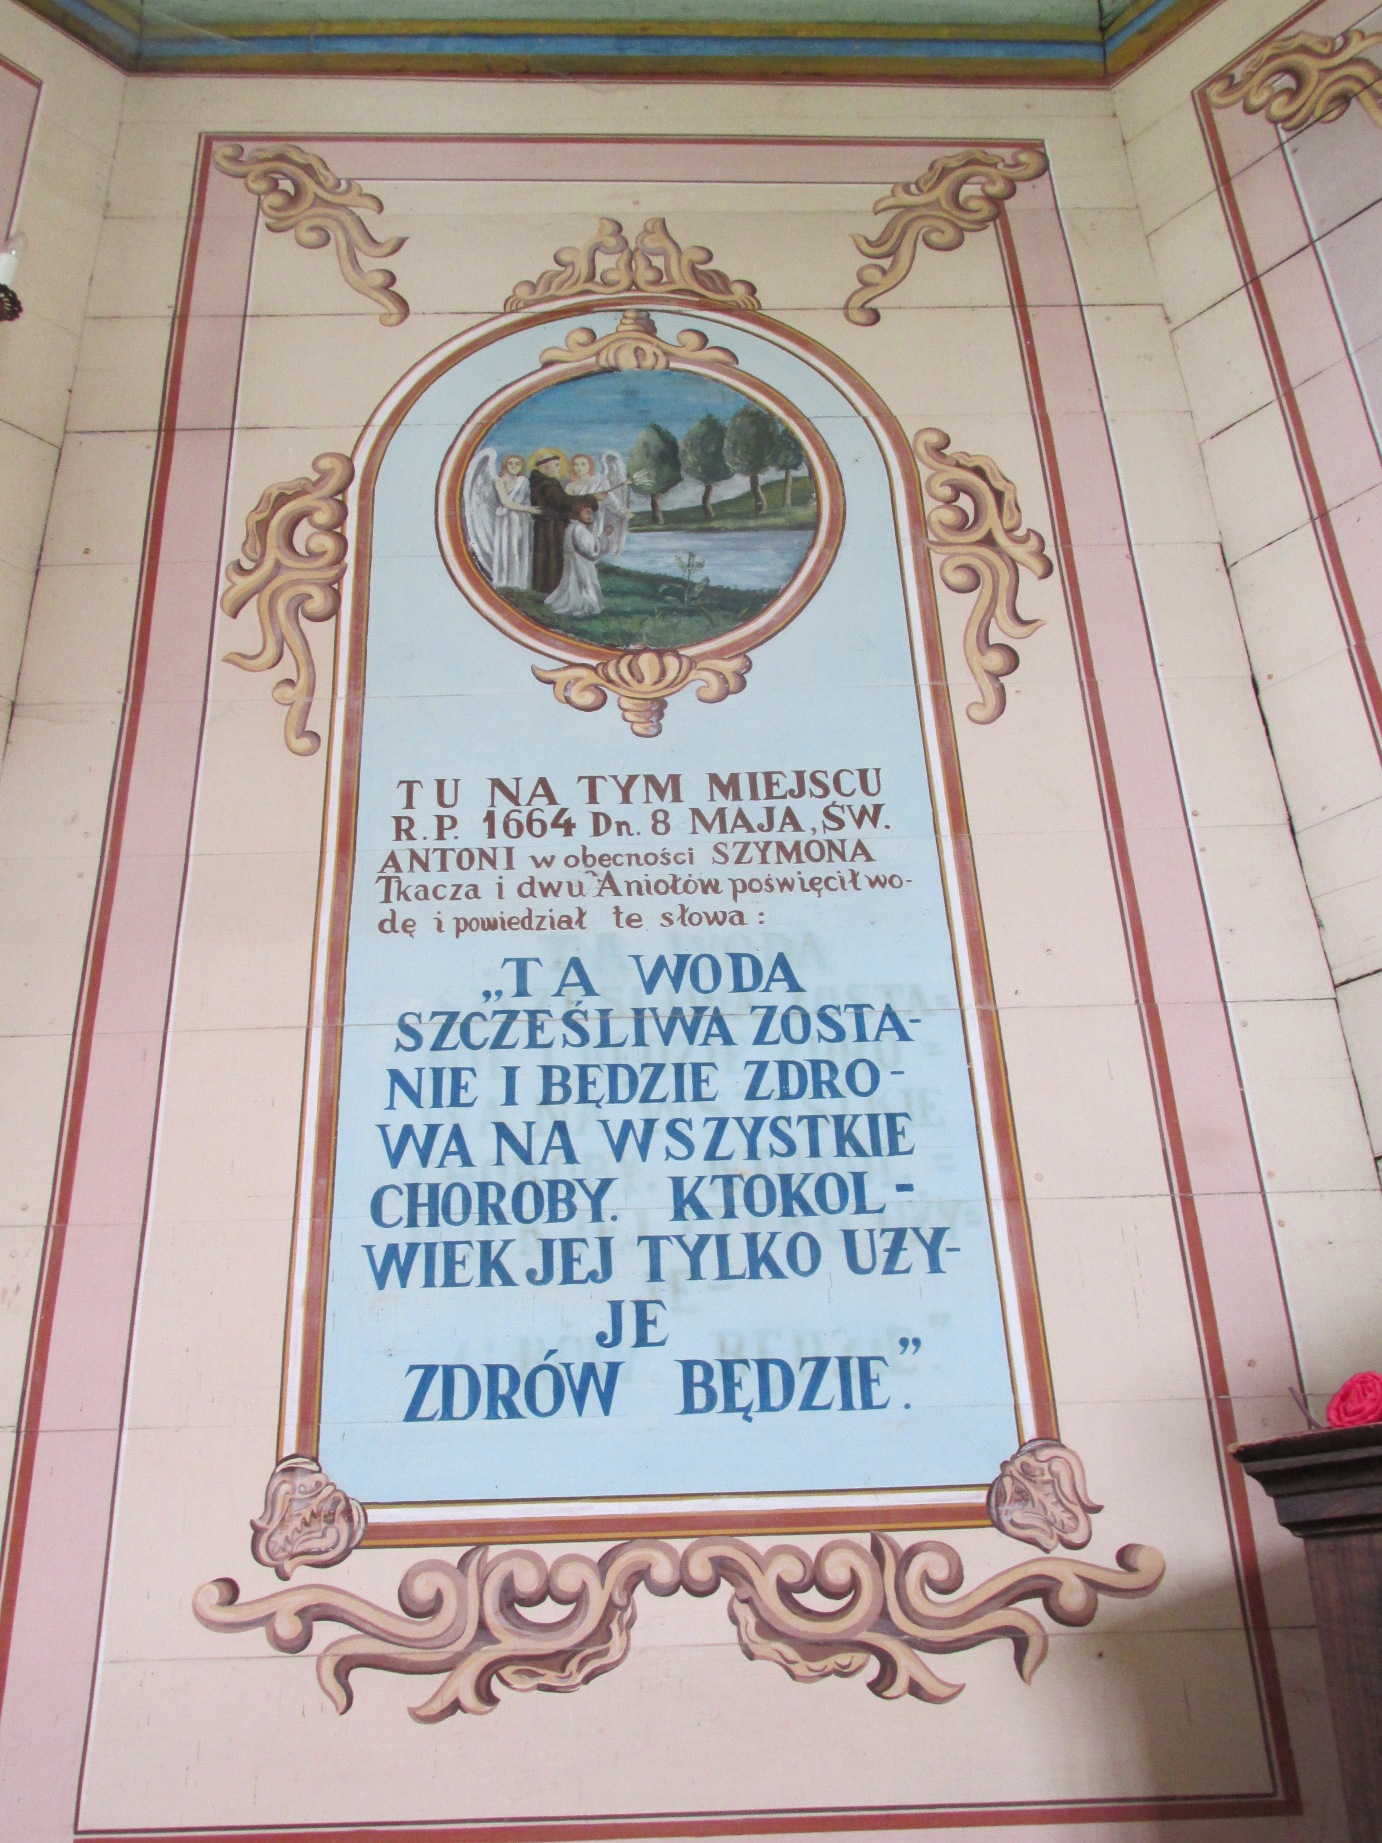 TU NA TYM MIEJSCU
R.P. 1664 Dn. 8 MAJA, ŚW.
ANTONI w obecności SZYMONA
Tkacza i dwu Aniołów poświęcił wo-
dę i powiedział te słowa:
„TA WODA
SZCZEŚLIWA ZOSTA-
NIE I BĘDZIE ZDRO-
WA NA WSZYSTKIE
CHOROBY. KTOKOL-
WIEK JEJ TYLKO UŻY-
JE
ZDRÓW BĘDZIE”.